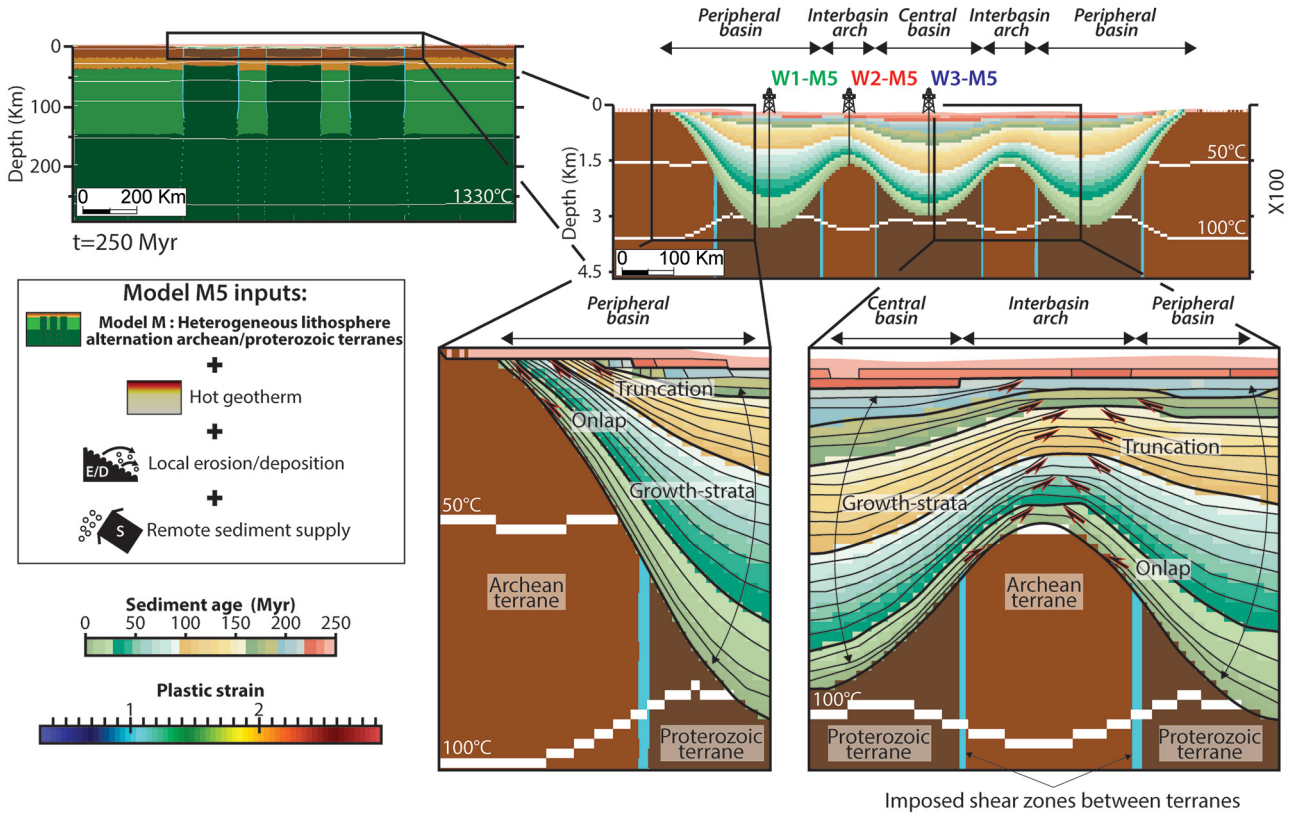 Depth (Km)
0
100
200
0 200 Km
1330°C
t=250 Myr
Peripheral
basin
Interbasin
arch
Central
basin
Interbasin
arch
Peripheral
basin
W1-M5
W2-M5
W3-M5
Depth (Km)
0
1.5
3
4.5
50°C
100°C
0 100 Km
X100
Model M5 inputs:
Model M : Heterogeneous lithosphere
alternation archean/proterozoic terranes
+
Hot geotherm
+
E/D
Local erosion/deposition
+
S
Remote sediment supply
Sediment age (Myr)
0 50 100 150 200 250
Plastic strain
1 2
Peripheral
basin
Truncation
Onlap
Growth-strata
50°C
Archean
terrane
100°C
Proterozoic
terrane
Central
basin
Interbasin
arch
Peripheral
basin
Truncation
Growth-strata
Onlap
Archean
terrane
100°C
Proterozoic
terrane
Proterozoic
terrane
Imposed shear zones between terranes